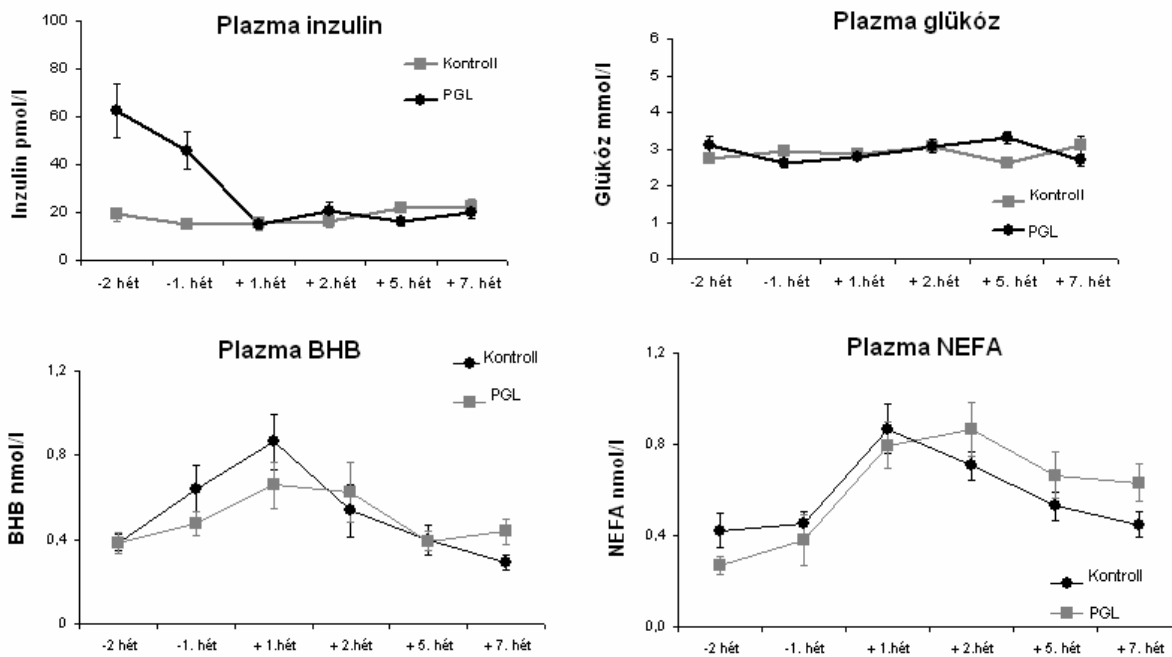 Plazma inzulin
100
80
60
40
20
0
Inzulin pmol/l
Kontroll
PGL
-2 hét
-1. hét
+ 1.hét
+ 2.hét
+ 5. hét
+ 7. hét
Plazma glükóz
6
5
4
3
2
1
0
Glükóz mmol/l
Kontroll
PGL
-2 hét
-1. hét
+ 1.hét
+ 2.hét
+ 5. hét
+ 7. hét
Plazma BHB
1,2
0,8
0,4
0
BHB nmol/l
Kontroll
PGL
-2 hét
-1. hét
+ 1.hét
+ 2.hét
+ 5. hét
+ 7. hét
Plazma NEFA
1,2
0,8
0,4
0,0
NEFA nmol/l
Kontroll
PGL
-2 hét
-1. hét
+ 1.hét
+ 2.hét
+ 5. hét
+ 7. hét